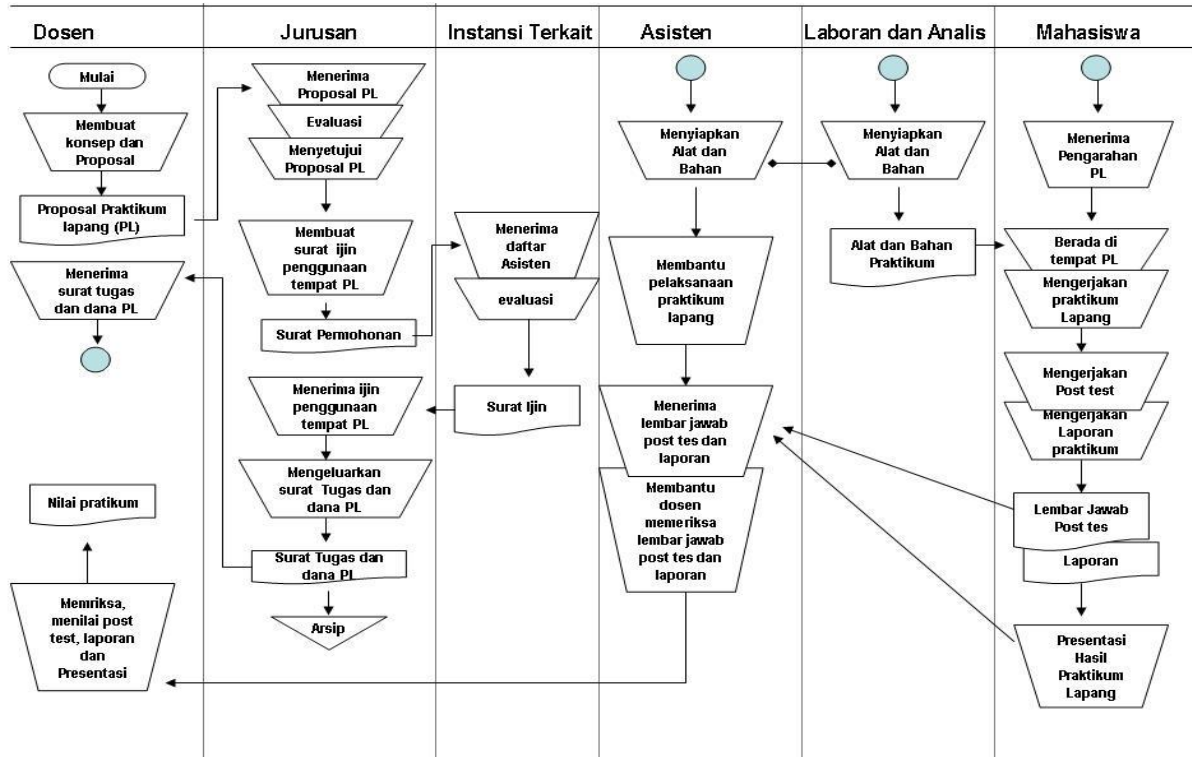 Dosen
Jurusan
Instansi Terkait
Asisten
Laboran dan Analis
Mahasiswa
Mulai
Membuat
konsep dan
Proposal
Proposal Praktikum
lapang (PL)
Menerima
surat tugas
dan dana PL
Nilai pratikum
Memriksa,
menilai post
test, laporan
dan
Presentasi
Menerima
Proposal PL
Evaluasi
Menyetujui
Proposal PL
Membuat
surat ijin
penggunaan
tempat PL
Surat Permohonan
Menerima ijin
penggunaan
tempat PL
Mengeluarkan
surat Tugas dan
dana PL
Surat Tugas dan
dana PL
Arsip
Menerima
daftar
Asisten
evaluasi
Surat Ijin
Menyiapkan
Alat dan
Bahan
Membantu
pelaksanaan
praktikum
lapang
Menerima
lembar jawab
post tes dan
laporan
Membantu
dosen
memeriksa
lembar jawab
post tes dan
laporan
Menyiapkan
Alat dan
Bahan
Alat dan Bahan
Praktikum
Menerima
Pengarahan
PL
Berada di
tempat PL
Mengerjakan
praktikum
Lapang
Mengerjakan
Post test
Mengerjakan
Laporan
praktikum
Lembar Jawab
Post tes
Laporan
Presentasi
Hasil
Praktikum
Lapang